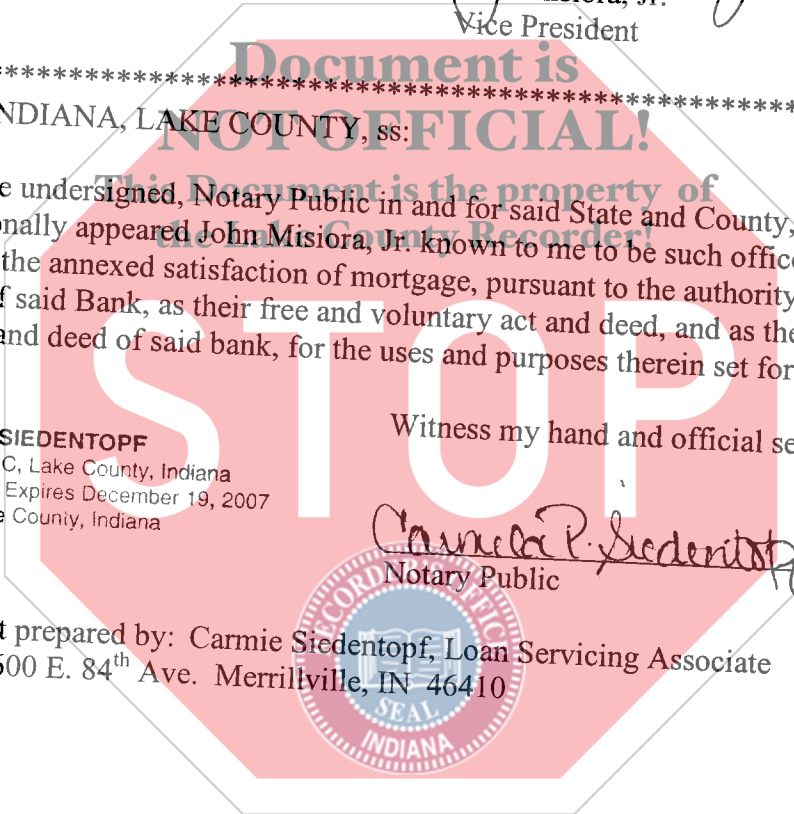 Jr.
Vice President
Document is
NOT OFFICIAL!
This Document is the property of
the Lake County Recorder!
STOP
********************************************************************
NDIANA, LAKE COUNTY, ss:
e undersigned, Notary Public in and for said State and County,
onally appeared John Misiora, Jr. known to me to be such office
the annexed satisfaction of mortgage, pursuant to the authority
f said Bank, as their free and voluntary act and deed, and as the
and deed of said bank, for the uses and purposes therein set for
Witness my hand and official se
SIEDENTOPF
C, Lake County, Indiana
Expires December 19, 2007
e County, Indiana
Carmela P. Siedentopf
Notary Public
t prepared by: Carmie Siedentopf, Loan Servicing Associate
600 E. 84th Ave. Merrillville, IN 46410
RECORDER'S OFFICE
SEAL
INDIANA